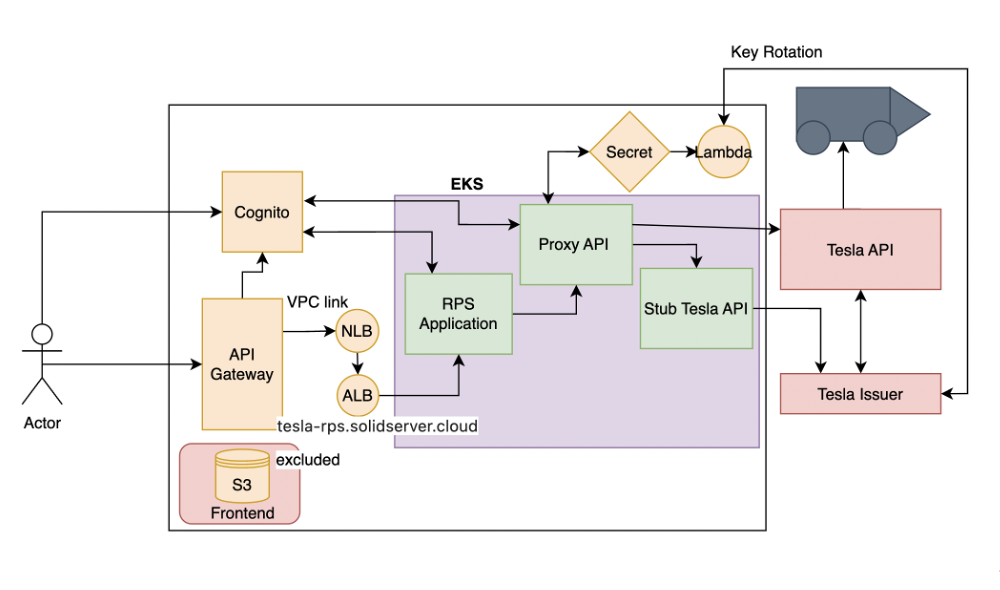 Key Rotation
Secret
Lambda
EKS
Cognito
Proxy API
Tesla API
VPC link
RPS
Application
Stub Tesla API
NLB
API
Gateway
ALB
Tesla Issuer
Actor
tesla-rps.solidserver.cloud
excluded
S3
Frontend